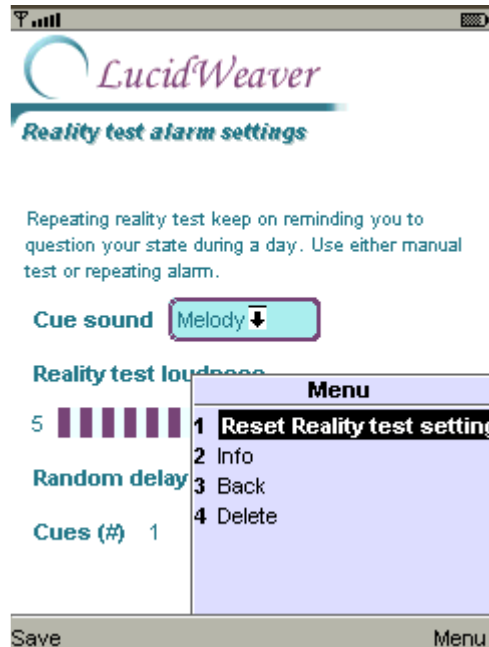 LucidWeaver
Reality test alarm settings
Repeating reality test keep on reminding you to
question your state during a day. Use either manual
test or repeating alarm.
Cue sound Melody
Reality test loudness
5
Random delay
Cues (#) 1
Menu
1 Reset Reality test setting
2 Info
3 Back
4 Delete
Save Menu